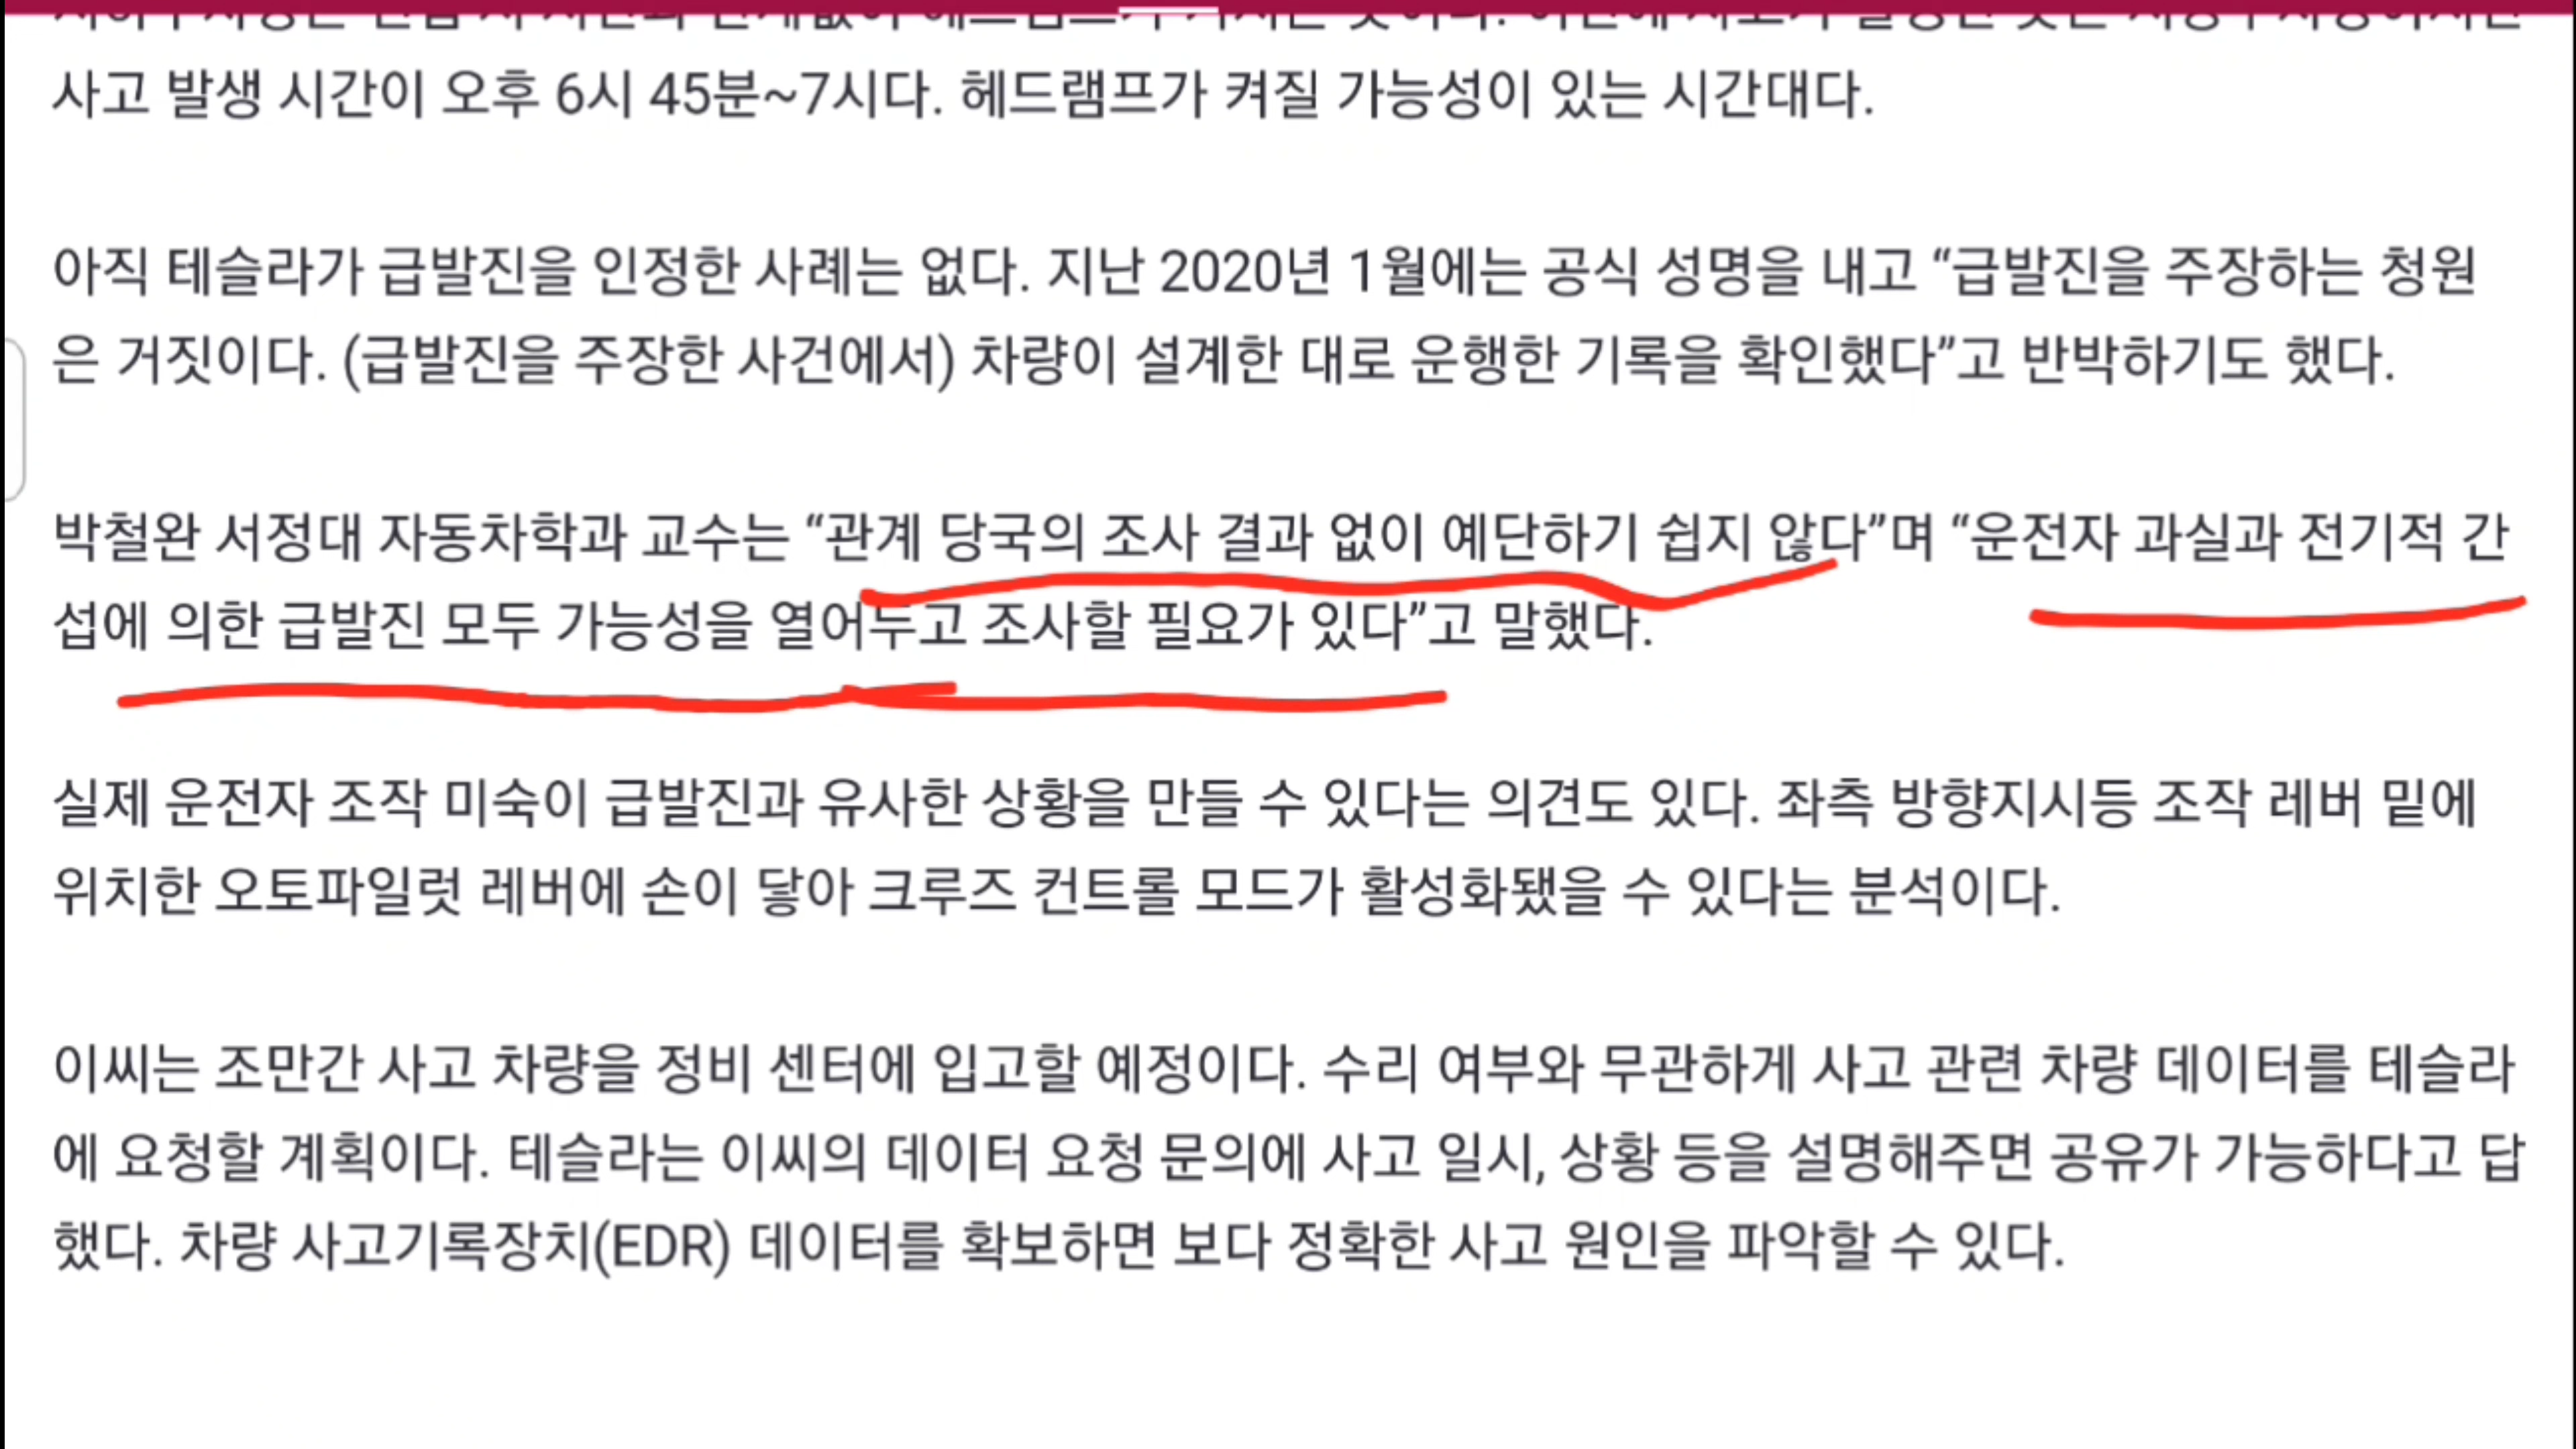 사고 발생 시간이 오후 6시 45분~7시다. 헤드램프가 켜질 가능성이 있는 시간대다.
아직 테슬라가 급발진을 인정한 사례는 없다. 지난 2020년 1월에는 공식 성명을 내고 “급발진을 주장하는 청원
은 거짓이다. (급발진을 주장한 사건에서) 차량이 설계한 대로 운행한 기록을 확인했다”고 반박하기도 했다.
박철완 서정대 자동차학과 교수는 “관계 당국의 조사 결과 없이 예단하기 쉽지 않다”며 “운전자 과실과 전기적 간
섭에 의한 급발진 모두 가능성을 열어두고 조사할 필요가 있다”고 말했다.
실제 운전자 조작 미숙이 급발진과 유사한 상황을 만들 수 있다는 의견도 있다. 좌측 방향지시등 조작 레버 밑에
위치한 오토파일럿 레버에 손이 닿아 크루즈 컨트롤 모드가 활성화됐을 수 있다는 분석이다.
이씨는 조만간 사고 차량을 정비 센터에 입고할 예정이다. 수리 여부와 무관하게 사고 관련 차량 데이터를 테슬라
에 요청할 계획이다. 테슬라는 이씨의 데이터 요청 문의에 사고 일시, 상황 등을 설명해주면 공유가 가능하다고 답
했다. 차량 사고기록장치(EDR) 데이터를 확보하면 보다 정확한 사고 원인을 파악할 수 있다.